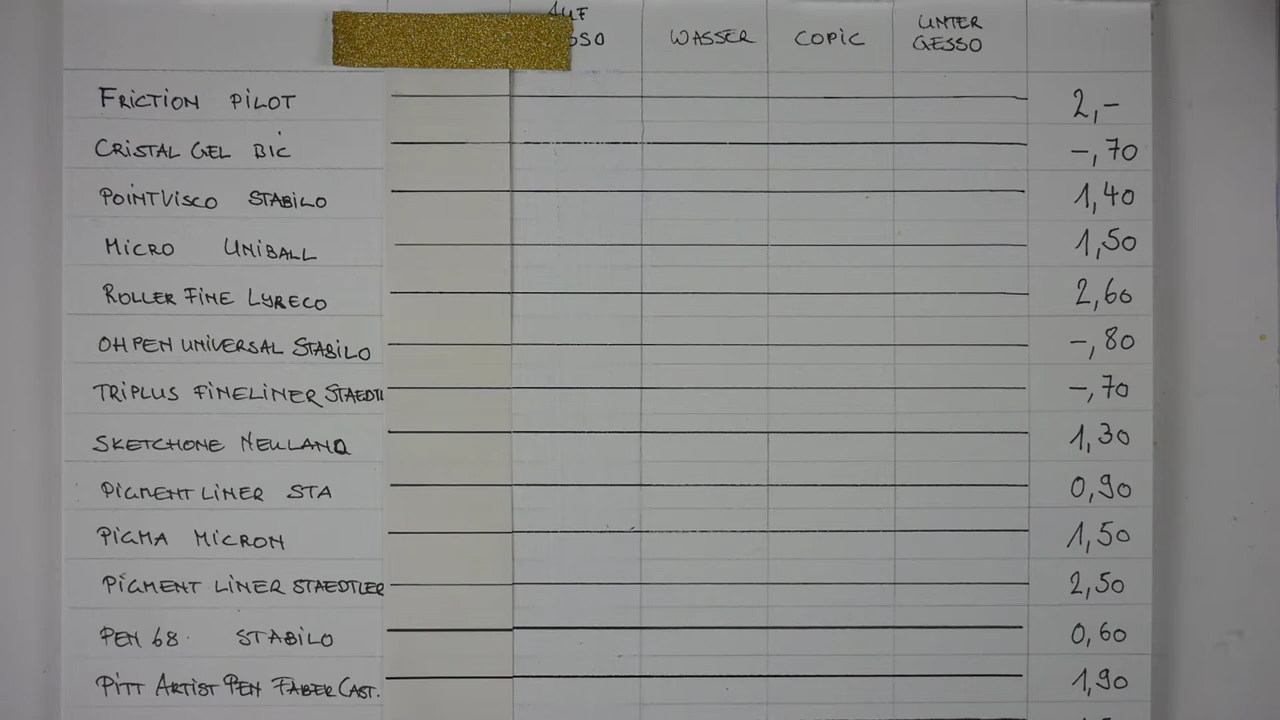 AUF WASSER COPIC UNTER GESSO
FRICTION PILOT 2,-
CRISTAL GEL BIC -,70
POINTVISCO STABILO 1,40
MICRO UNIBALL 1,50
ROLLER FINE LYRECO 2,60
OHPEN UNIVERSAL STABILO -,80
TRIPLUS FINELINER STAEDTL -,70
SKETCHONE NEULAND 1,30
PIGMENT LINER STA 0,90
PIGMA MICRON 1,50
PIGMENT LINER STAEDTLER 2,50
PEN 68 STABILO 0,60
PITT ARTIST PEN FABER CAST. 1,90